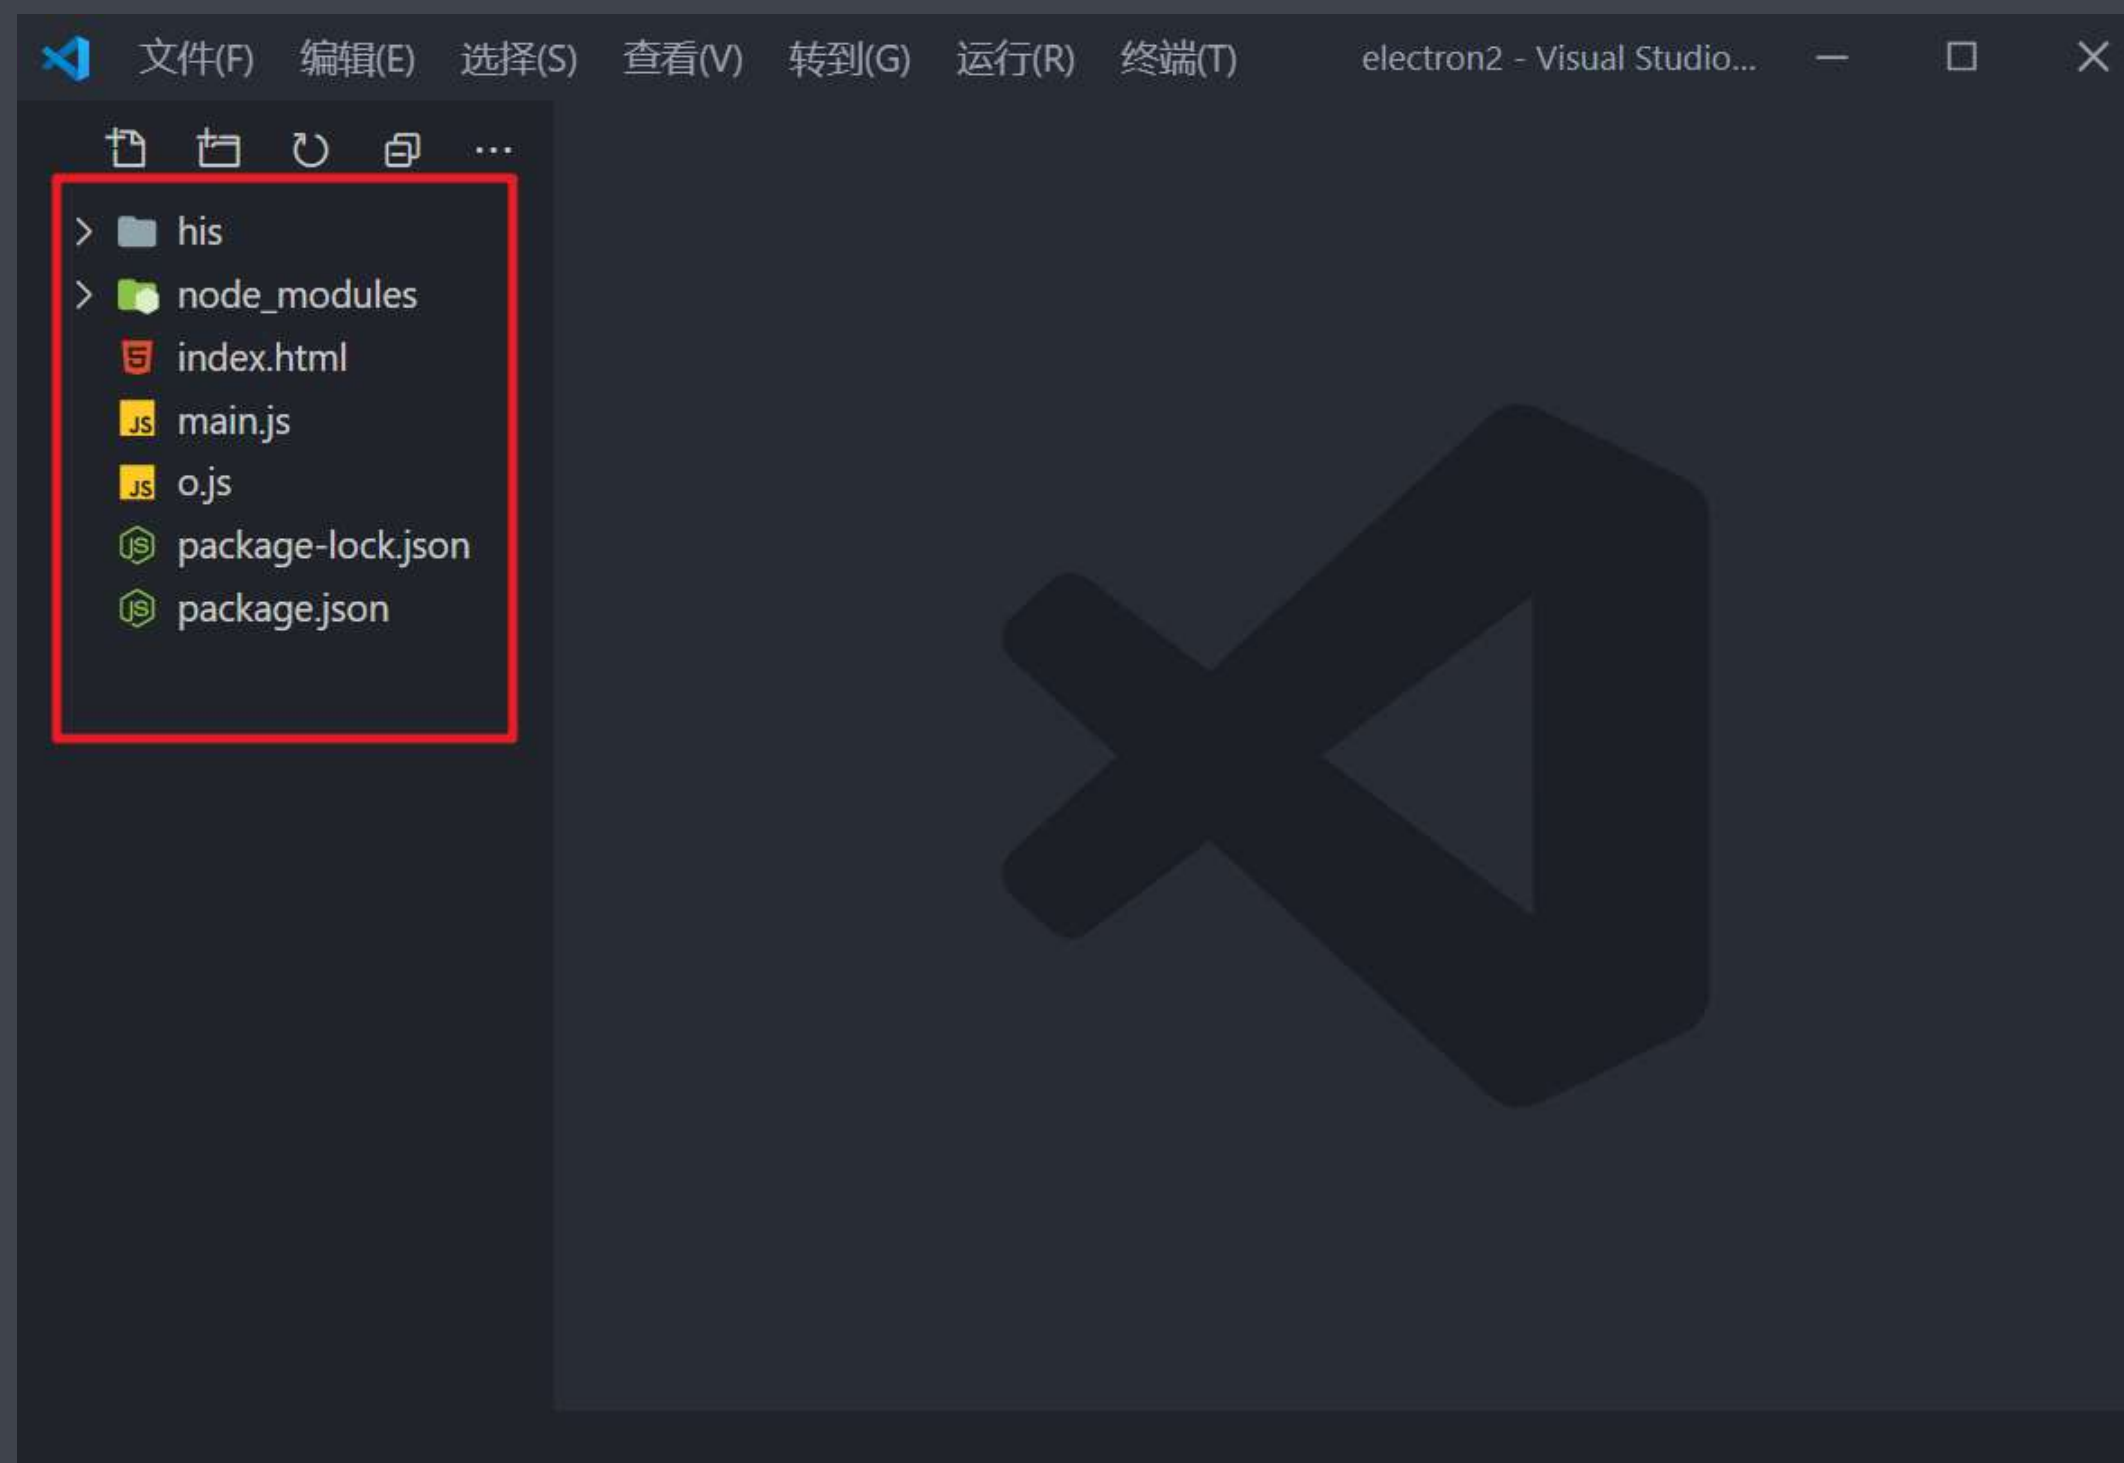 文件(F) 编辑(E) 选择(S) 查看(V) 转到(G) 运行(R) 终端(T) electron2 - Visual Studio...
his
node_modules
index.html
main.js
o.js
package-lock.json
package.json